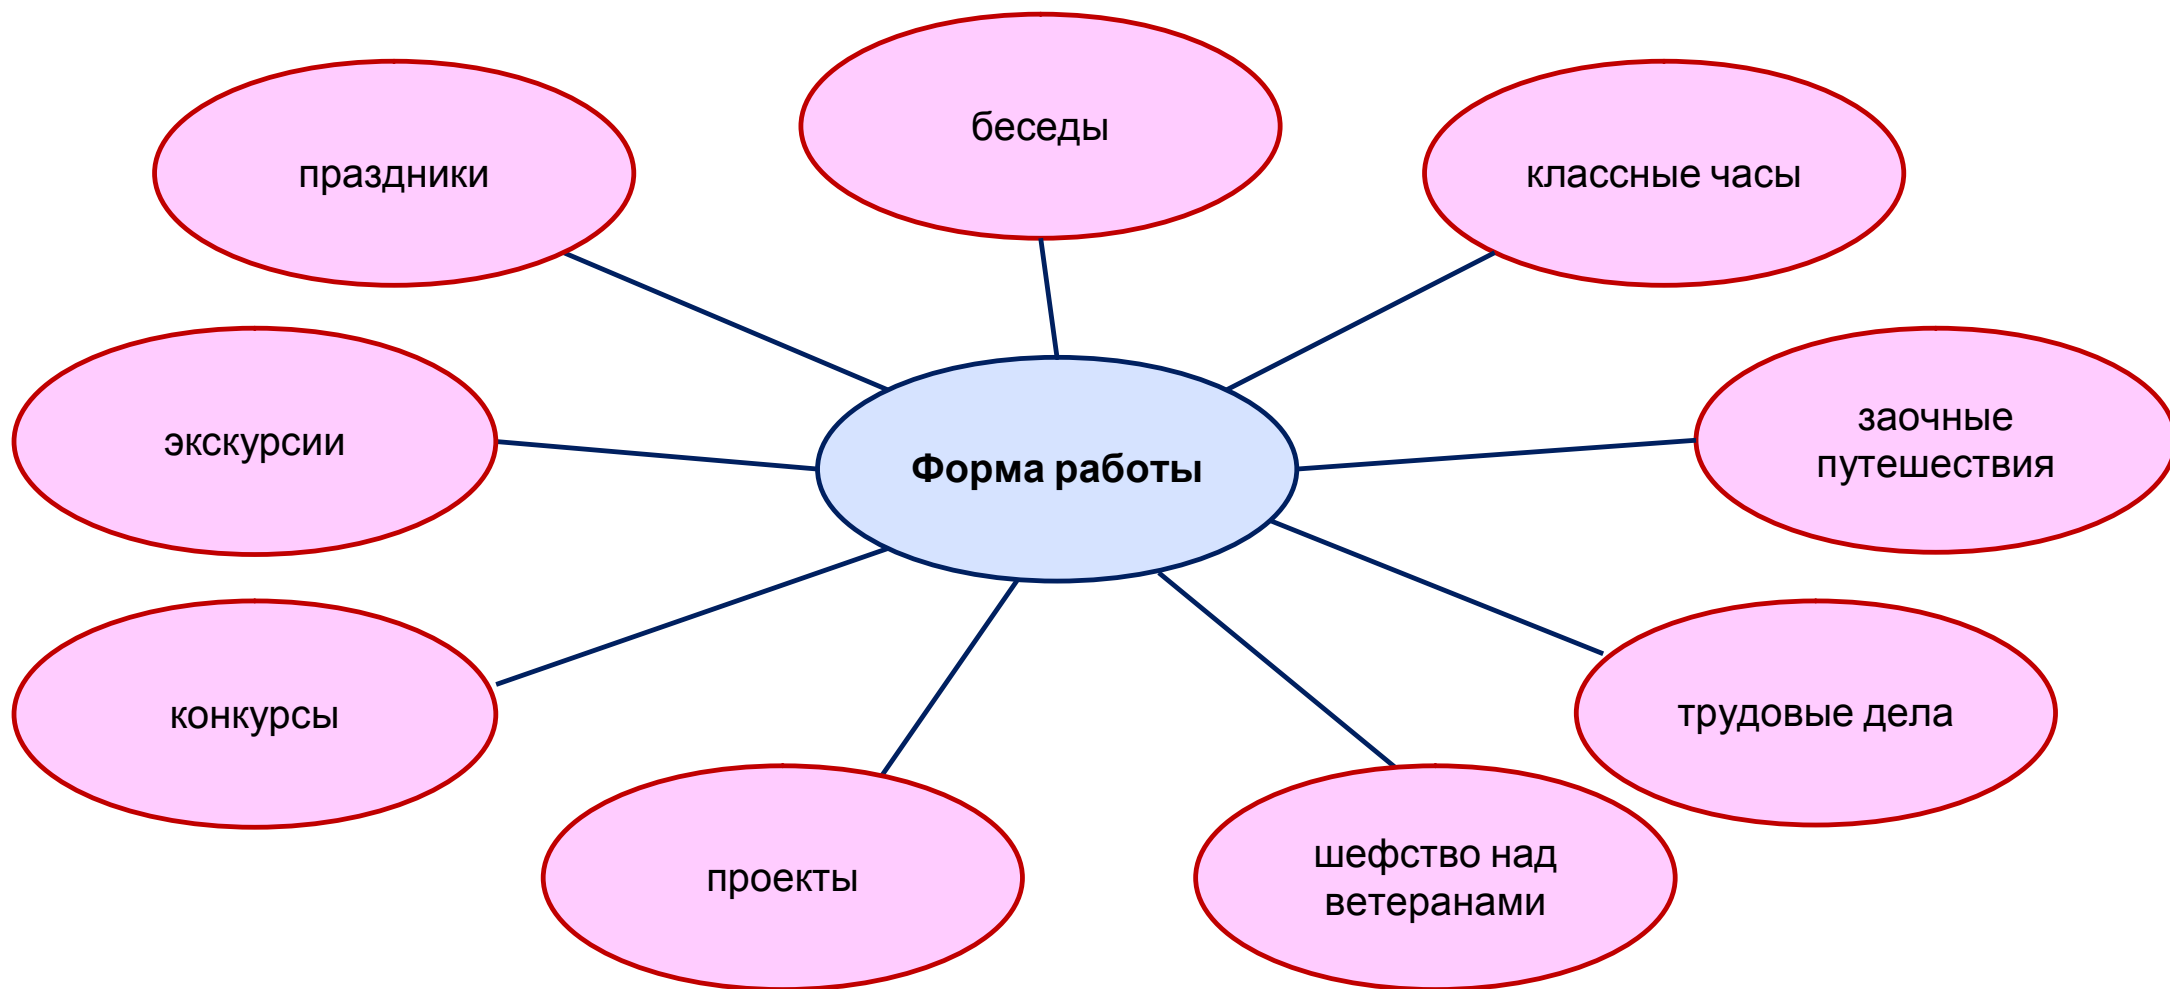 беседы
праздники
классные часы
заочные
путешествия
экскурсии
Форма работы
конкурсы
трудовые дела
проекты
шефство над
ветеранами